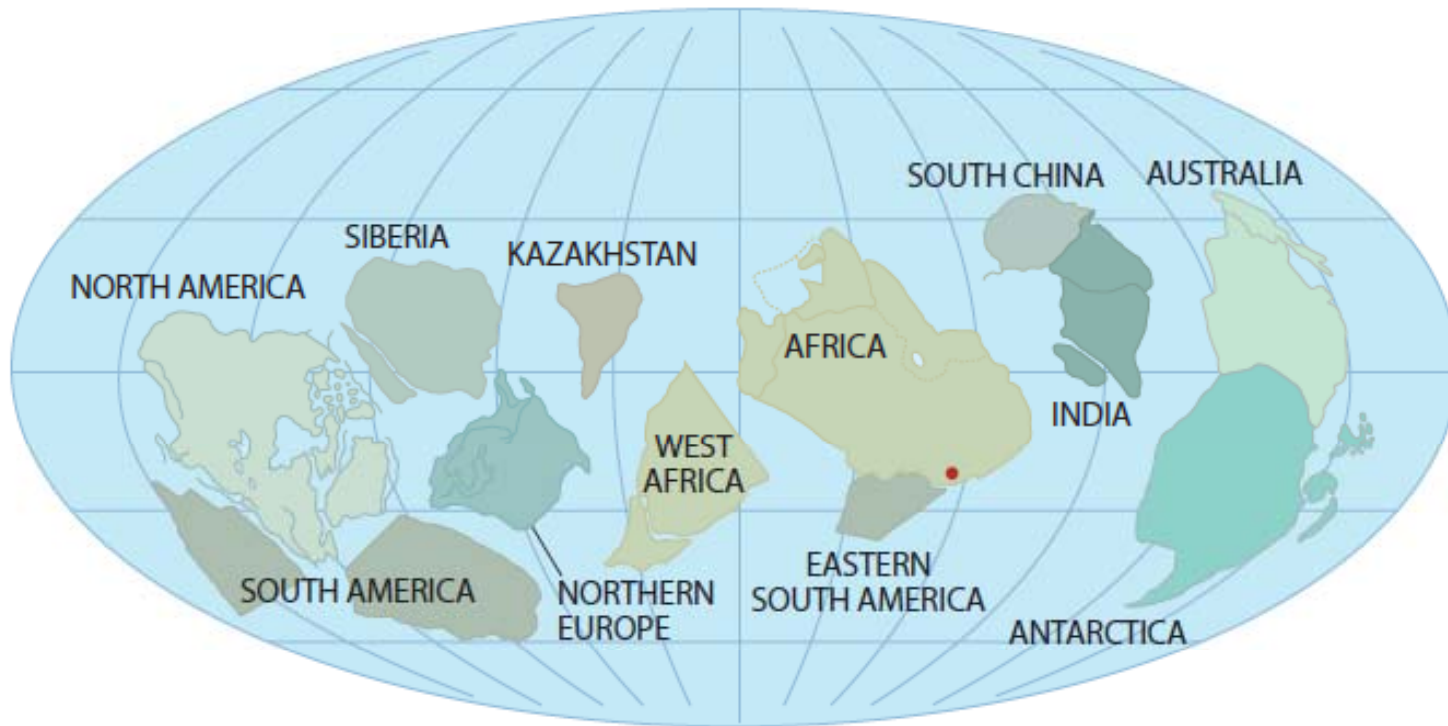 SOUTH CHINA
AUSTRALIA
SIBERIA
KAZAKHSTAN
NORTH AMERICA
AFRICA
INDIA
WEST
AFRICA
EASTERN
SOUTH AMERICA
SOUTH AMERICA
NORTHERN
EUROPE
ANTARCTICA